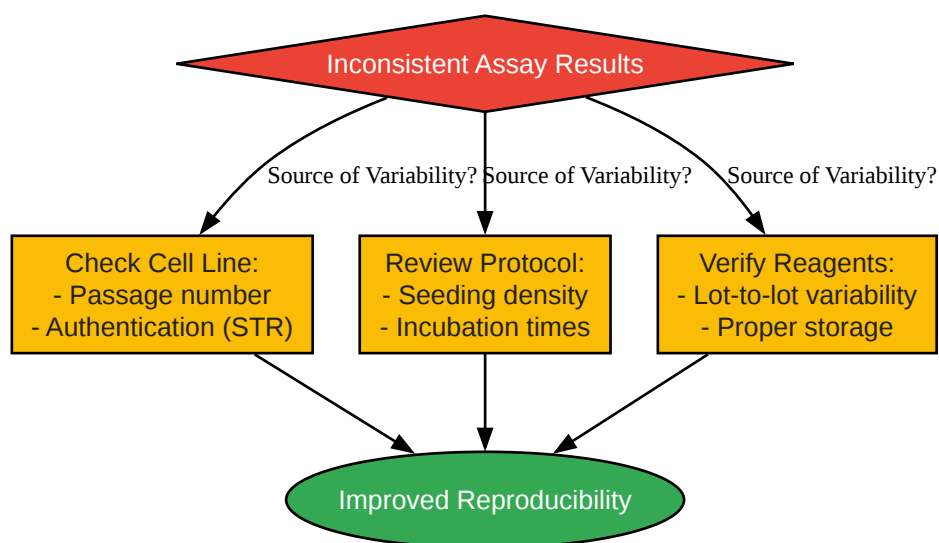 Inconsistent Assay Results
Source of Variability?
Source of Variability?
Source of Variability?
Check Cell Line:
- Passage number
- Authentication (STR)
Review Protocol:
- Seeding density
- Incubation times
Verify Reagents:
- Lot-to-lot variability
- Proper storage
Improved Reproducibility